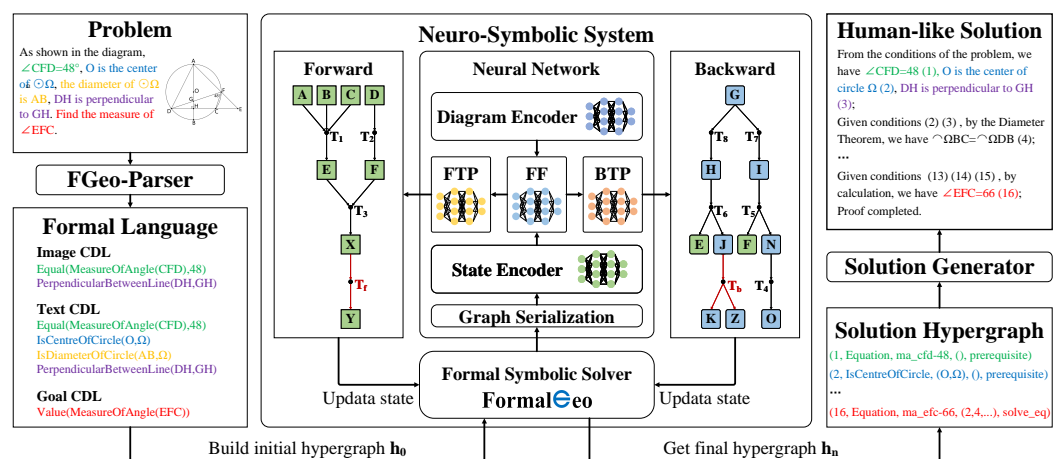 Problem
As shown in the diagram,
∠CFD=48°, O is the center
of ⊙Ω, the diameter of ⊙Ω
is AB, DH is perpendicular
to GH. Find the measure of
∠EFC.
FGeo-Parser
Formal Language
Image CDL
Equal(MeasureOfAngle(CFD),48)
PerpendicularBetweenLine(DH,GH)
Text CDL
Equal(MeasureOfAngle(CFD),48)
IsCentreOfCircle(O,Ω)
IsDiameterOfCircle(AB,Ω)
PerpendicularBetweenLine(DH,GH)
Goal CDL
Value(MeasureOfAngle(EFC))
Neuro-Symbolic System
Forward
A B C D
T1 T2
E F
T3
X
Tf
Y
Neural Network
Diagram Encoder
FTP FF BTP
State Encoder
Graph Serialization
Backward
G
T8 T7
H I
T6 T5
E J F N
Tb T4
K Z O
Updata state
Formal Symbolic Solver
FormalGeo
Updata state
Build initial hypergraph h0
Get final hypergraph hn
Human-like Solution
From the conditions of the problem, we
have ∠CFD=48 (1), O is the center of
circle Ω (2), DH is perpendicular to GH
(3);
Given conditions (2) (3) , by the Diameter
Theorem, we have ⌒ΩBC=⌒ΩDB (4);
...
Given conditions (13) (14) (15) , by
calculation, we have ∠EFC=66 (16);
Proof completed.
Solution Generator
Solution Hypergraph
(1, Equation, ma_cfd-48, (), prerequisite)
(2, IsCentreOfCircle, (O,Ω), (), prerequisite)
...
(16, Equation, ma_efc-66, (2,4,...), solve_eq)